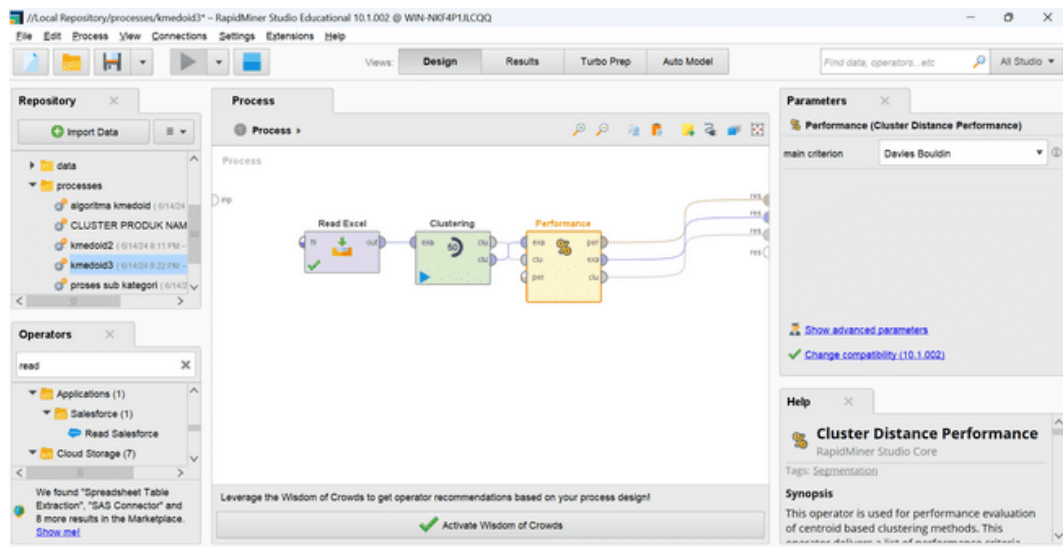 //Local Repository/processes/kmedoid3* – RapidMiner Studio Educational 10.1.002 @ WIN-NKF4P1JLCQQ
File Edit Process View Connections Settings Extensions Help
Views: Design Results Turbo Prep Auto Model
Find data, operators...etc All Studio
Repository
Import Data
data
processes
algoritma kmedoid ( 6/14/24
CLUSTER PRODUK NAM
kmedoid2 ( 6/14/24 8:11 PM –
kmedoid3 ( 6/14/24 8:22 PM –
proses sub kategori ( 6/14/2
Operators
read
Applications (1)
Salesforce (1)
Read Salesforce
Cloud Storage (7)
We found "Spreadsheet Table
Extraction", "SAS Connector" and
8 more results in the Marketplace.
Show me!
Process
Process
Process
inp
Read Excel
fil out
Clustering
exa clu
clu
Performance
exa per
clu exa
per clu
res
res
res
res
Leverage the Wisdom of Crowds to get operator recommendations based on your process design!
Activate Wisdom of Crowds
Parameters
Performance (Cluster Distance Performance)
main criterion Davies Bouldin
Show advanced parameters
Change compatibility (10.1.002)
Help
Cluster Distance Performance
RapidMiner Studio Core
Tags: Segmentation
Synopsis
This operator is used for performance evaluation
of centroid based clustering methods. This
operator delivers a list of performance criteria